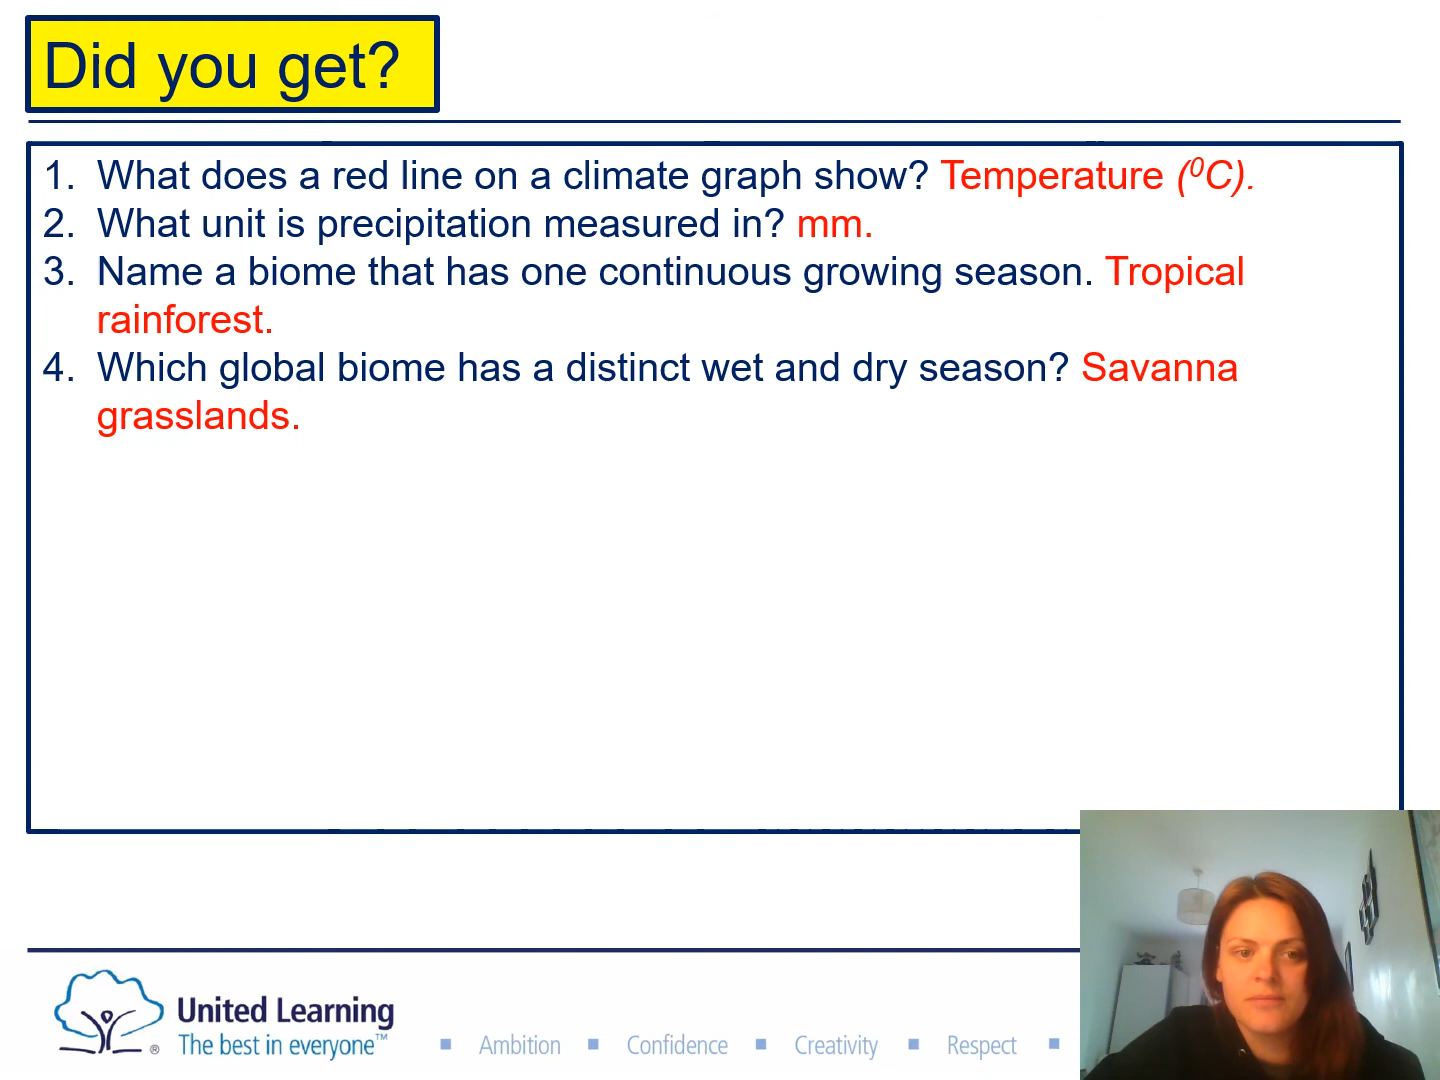 Did you get?
1. What does a red line on a climate graph show? Temperature (⁰C).
2. What unit is precipitation measured in? mm.
3. Name a biome that has one continuous growing season. Tropical
rainforest.
4. Which global biome has a distinct wet and dry season? Savanna
grasslands.
United Learning
The best in everyone™
®
▪ Ambition ▪ Confidence ▪ Creativity ▪ Respect ▪